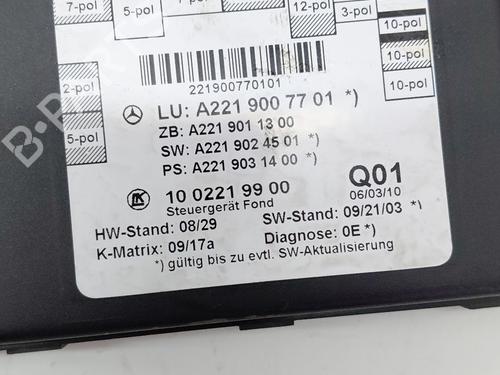 7-pol
5-pol
12-pol
3-pol
10-pol
10-pol
10-pol
2-pol
5-pol
221900770101
LU: A221 900 77 01 *)
ZB: A221 901 13 00
SW: A221 902 45 01 *)
PS: A221 903 14 00 *)
10 0221 99 00
Steuergerät Fond
Q01
06/03/10
HW-Stand: 08/29
SW-Stand: 09/21/03 *)
K-Matrix: 09/17a
Diagnose: 0E *)
*) gültig bis zu evtl. SW-Aktualisierung
B-Parts